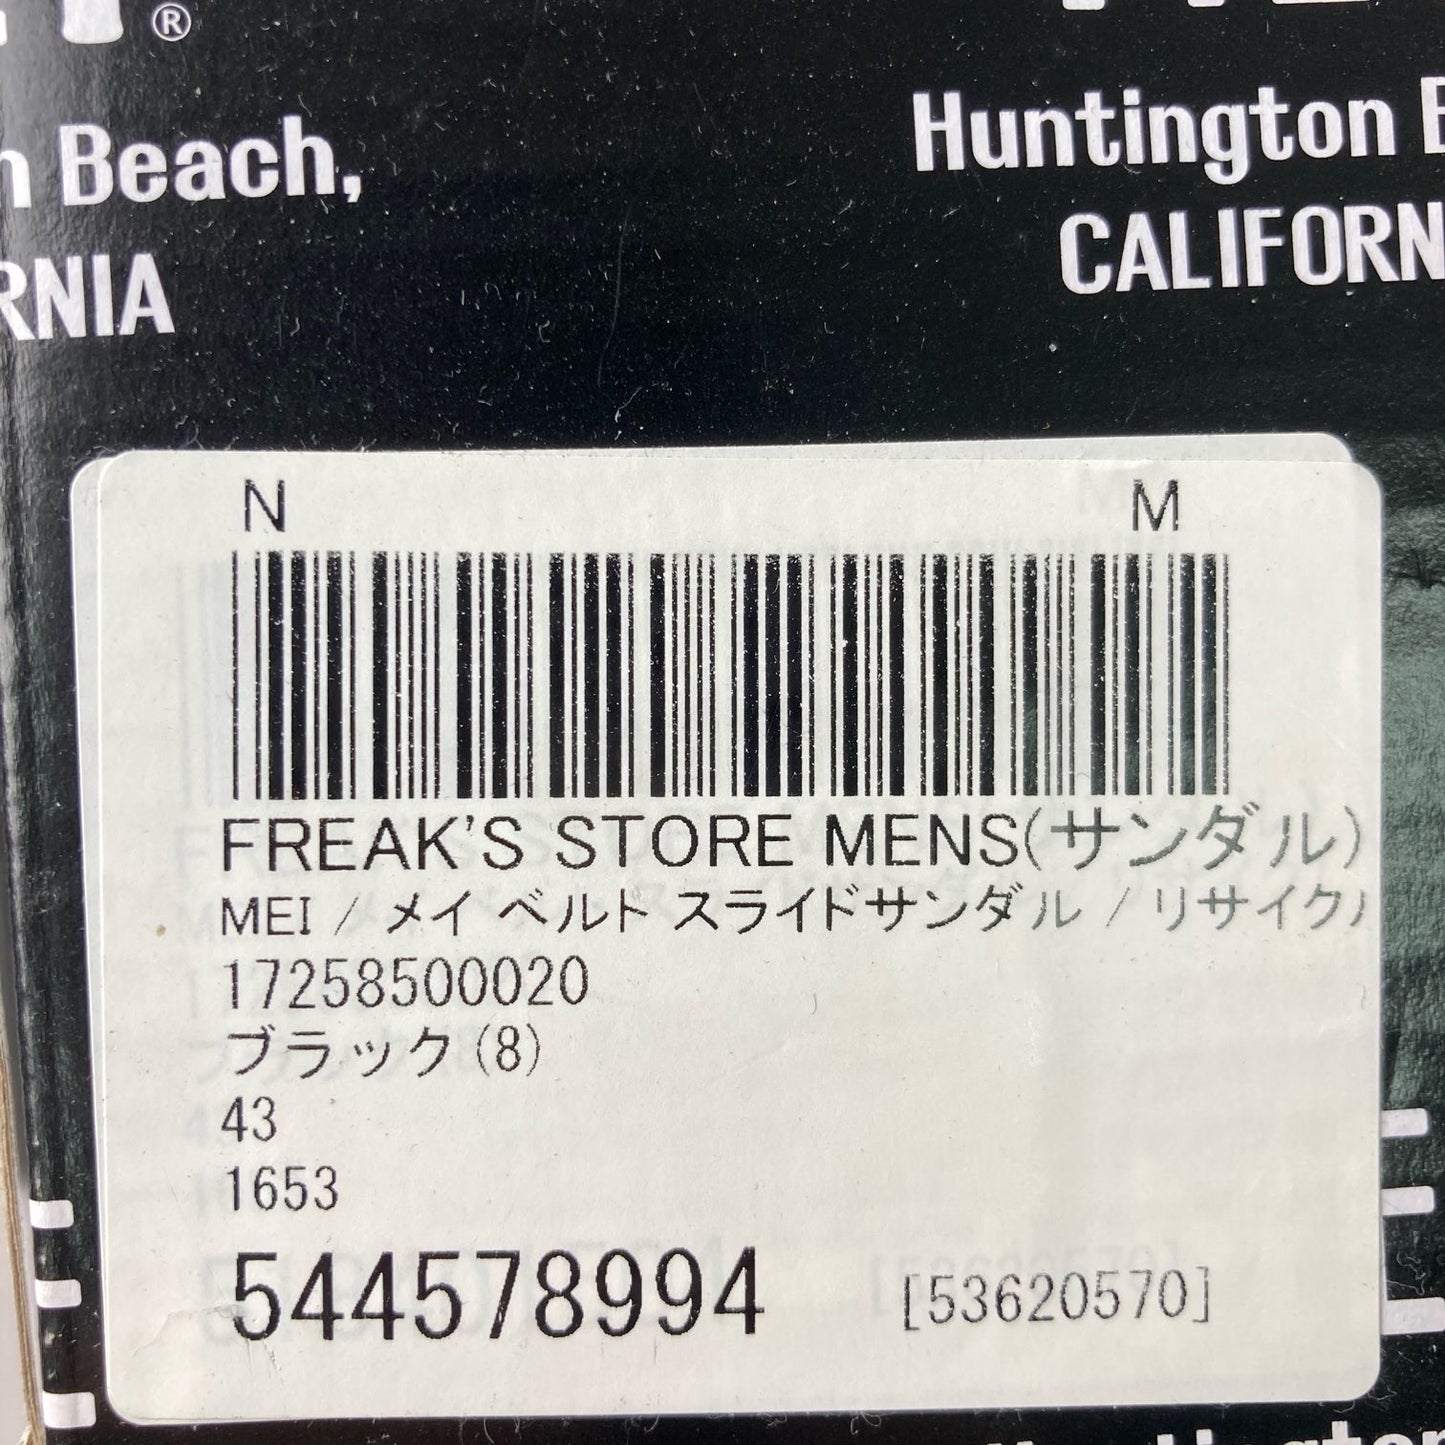 ®
Beach,
Huntington
CALIFORN
RNIA
N M
FREAK'S STORE MENS(サンダル)
MEI / メイ ベルト スライドサンダル / リサイクル
17258500020
ブラック(8)
43
1653
544578994 [53620570]